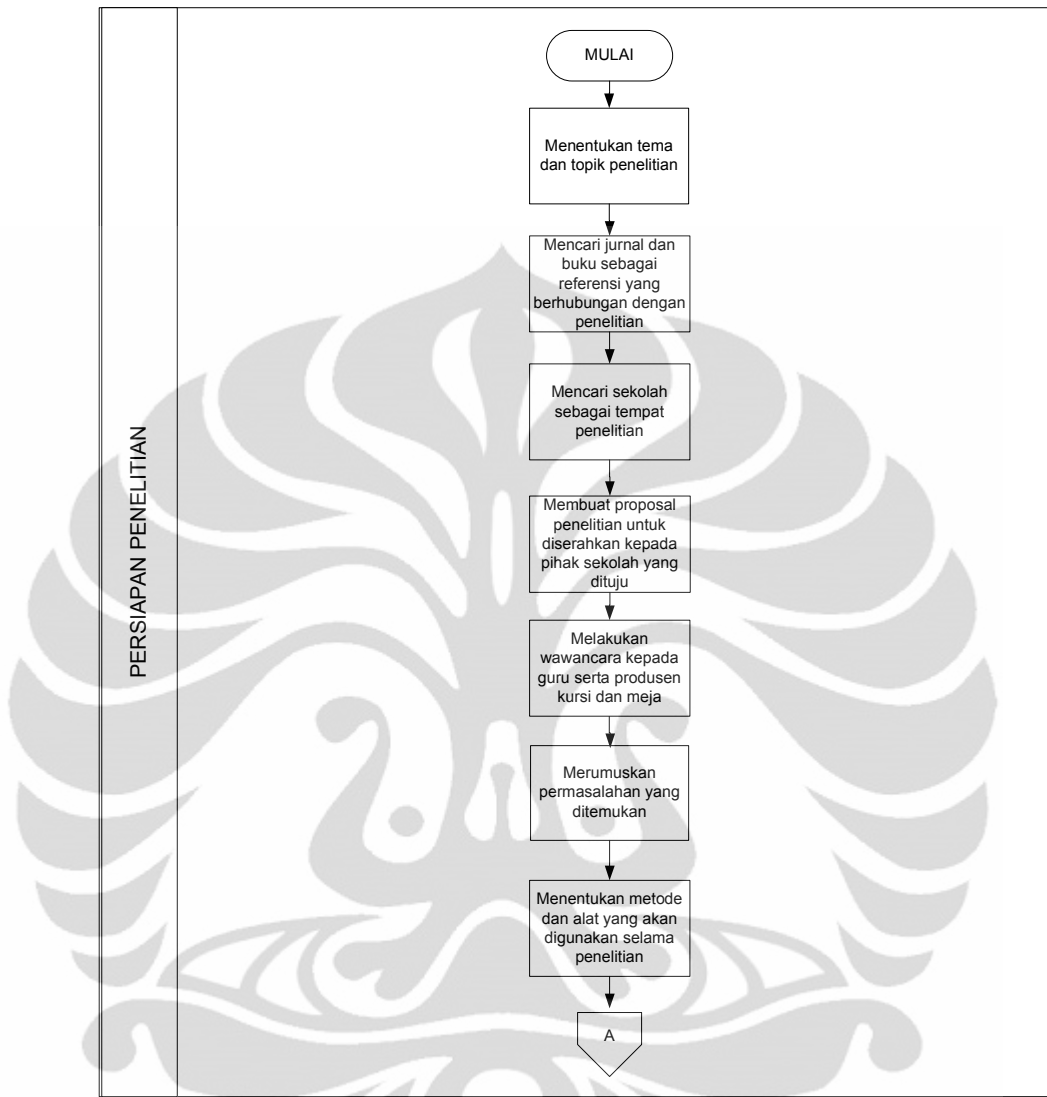 PERSIAPAN PENELITIAN
MULAI
Menentukan tema
dan topik penelitian
Mencari jurnal dan
buku sebagai
referensi yang
berhubungan dengan
penelitian
Mencari sekolah
sebagai tempat
penelitian
Membuat proposal
penelitian untuk
diserahkan kepada
pihak sekolah yang
dituju
Melakukan
wawancara kepada
guru serta produsen
kursi dan meja
Merumuskan
permasalahan yang
ditemukan
Menentukan metode
dan alat yang akan
digunakan selama
penelitian
A